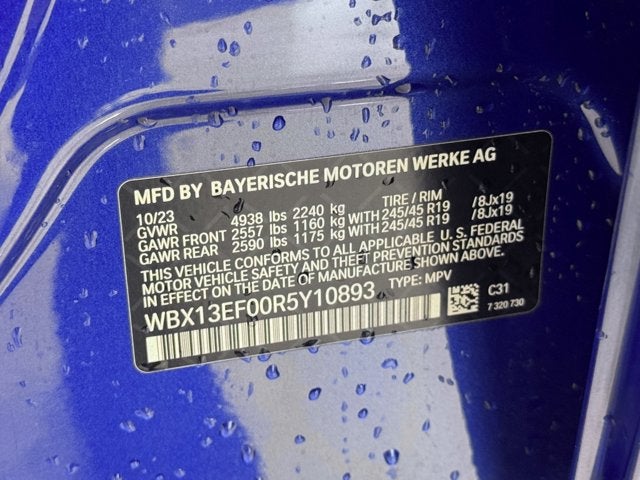 MFD BY BAYERISCHE MOTOREN WERKE AG
10/23 TIRE / RIM
GVWR 4938 lbs 2240 kg
GAWR FRONT 2557 lbs 1160 kg WITH 245/45 R19 /8Jx19
GAWR REAR 2590 lbs 1175 kg WITH 245/45 R19 /8Jx19
THIS VEHICLE CONFORMS TO ALL APPLICABLE U.S. FEDERAL
MOTOR VEHICLE SAFETY, BUMPER, AND THEFT PREVENTION
STANDARDS IN EFFECT ON THE DATE OF MANUFACTURE SHOWN ABOVE.
WBX13EF00R5Y10893 TYPE: MPV
C31
7 320 730